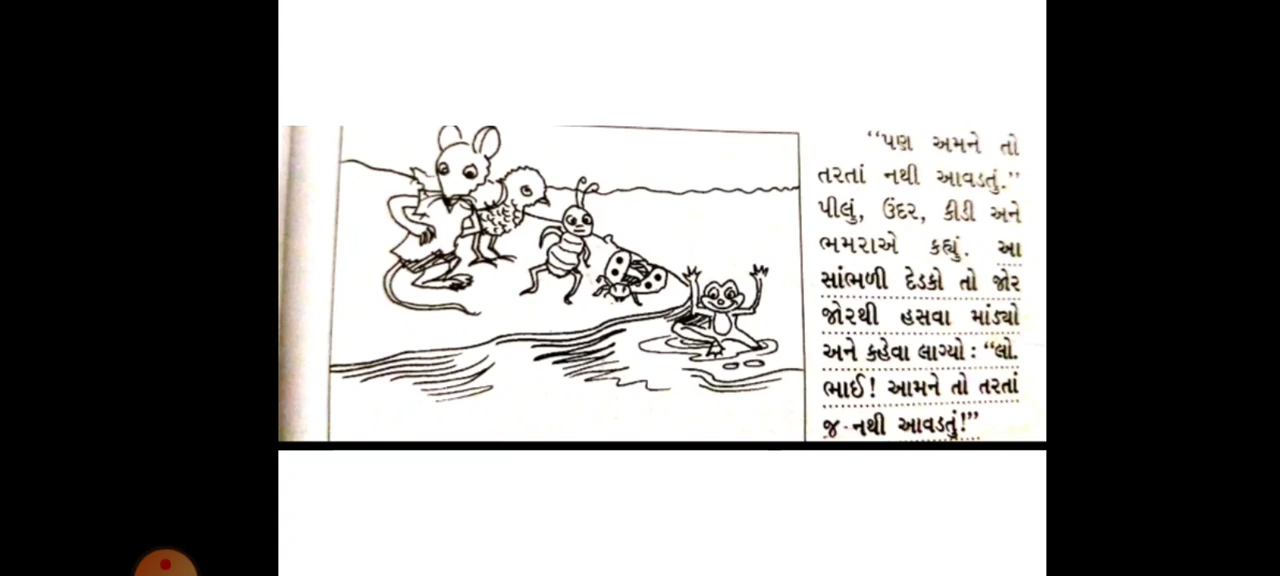 “પણ અમને તો
તરતાં નથી આવડતું.”
પીલું, ઉંદર, કીડી અને
ભમરાએ કહ્યું. આ
સાંભળી દેડકો તો જોર
જોરથી હસવા માંડ્યો
અને કહેવા લાગ્યો : “લો.
ભાઈ! આમને તો તરતાં
જ નથી આવડતું!”